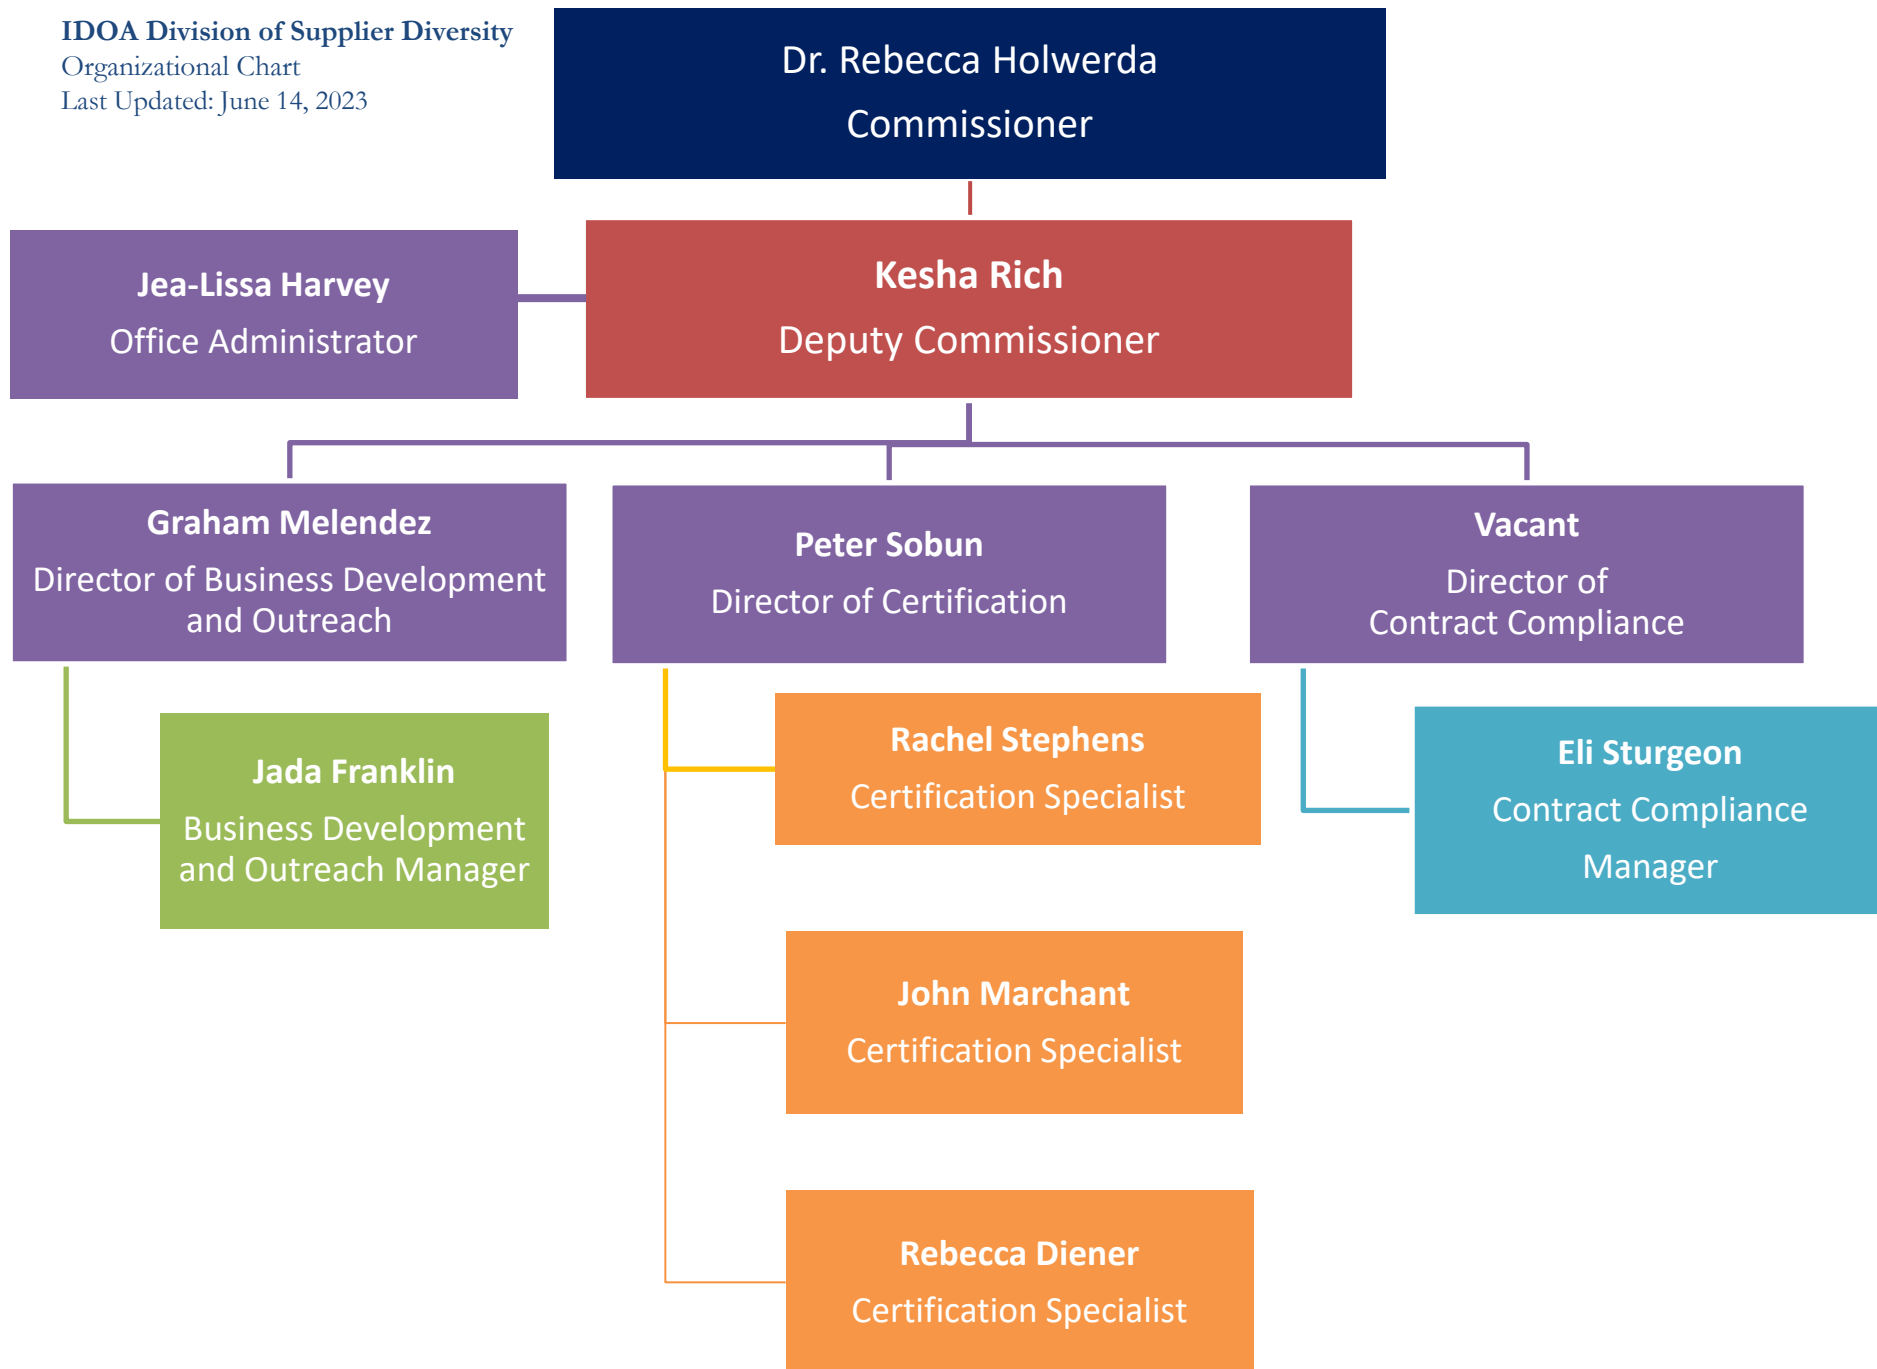 IDOA Division of Supplier Diversity
Organizational Chart
Last Updated: June 14, 2023
Dr. Rebecca Holwerda
Commissioner
Jea-Lissa Harvey
Office Administrator
Kesha Rich
Deputy Commissioner
Graham Melendez
Director of Business Development
and Outreach
Peter Sobun
Director of Certification
Vacant
Director of
Contract Compliance
Jada Franklin
Business Development
and Outreach Manager
Rachel Stephens
Certification Specialist
Eli Sturgeon
Contract Compliance
Manager
John Marchant
Certification Specialist
Rebecca Diener
Certification Specialist